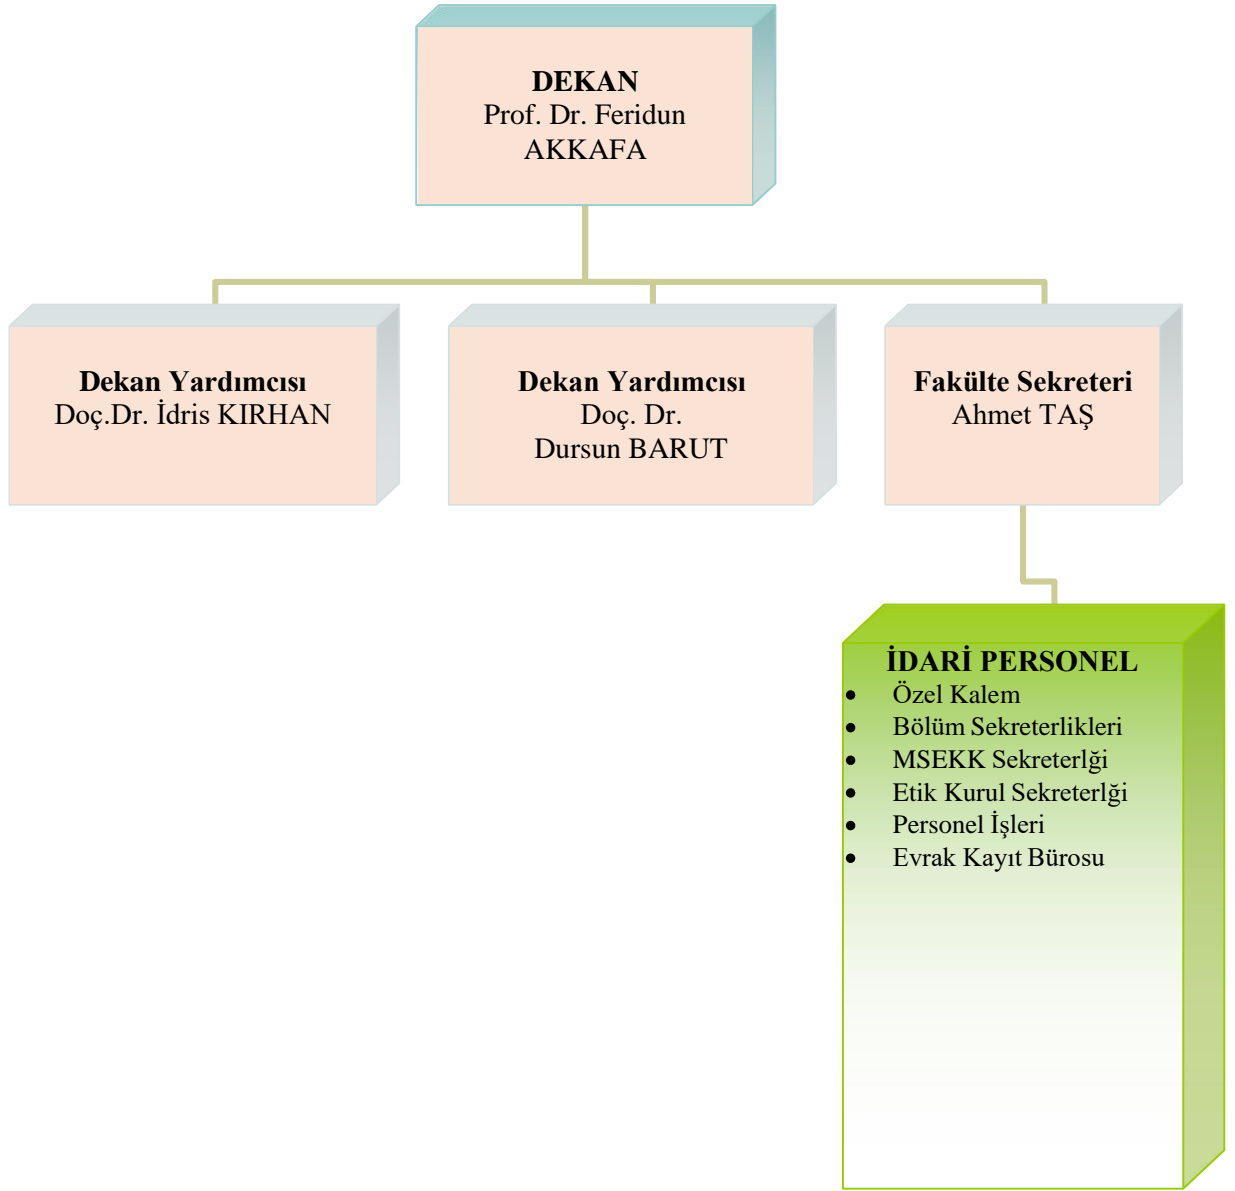 DEKAN
Prof. Dr. Feridun
AKKAFA
Dekan Yardımcısı
Doç.Dr. İdris KIRHAN
Dekan Yardımcısı
Doç. Dr.
Dursun BARUT
Fakülte Sekreteri
Ahmet TAŞ
İDARİ PERSONEL
• Özel Kalem
• Bölüm Sekreterlikleri
• MSEKK Sekreterlği
• Etik Kurul Sekreterlği
• Personel İşleri
• Evrak Kayıt Bürosu